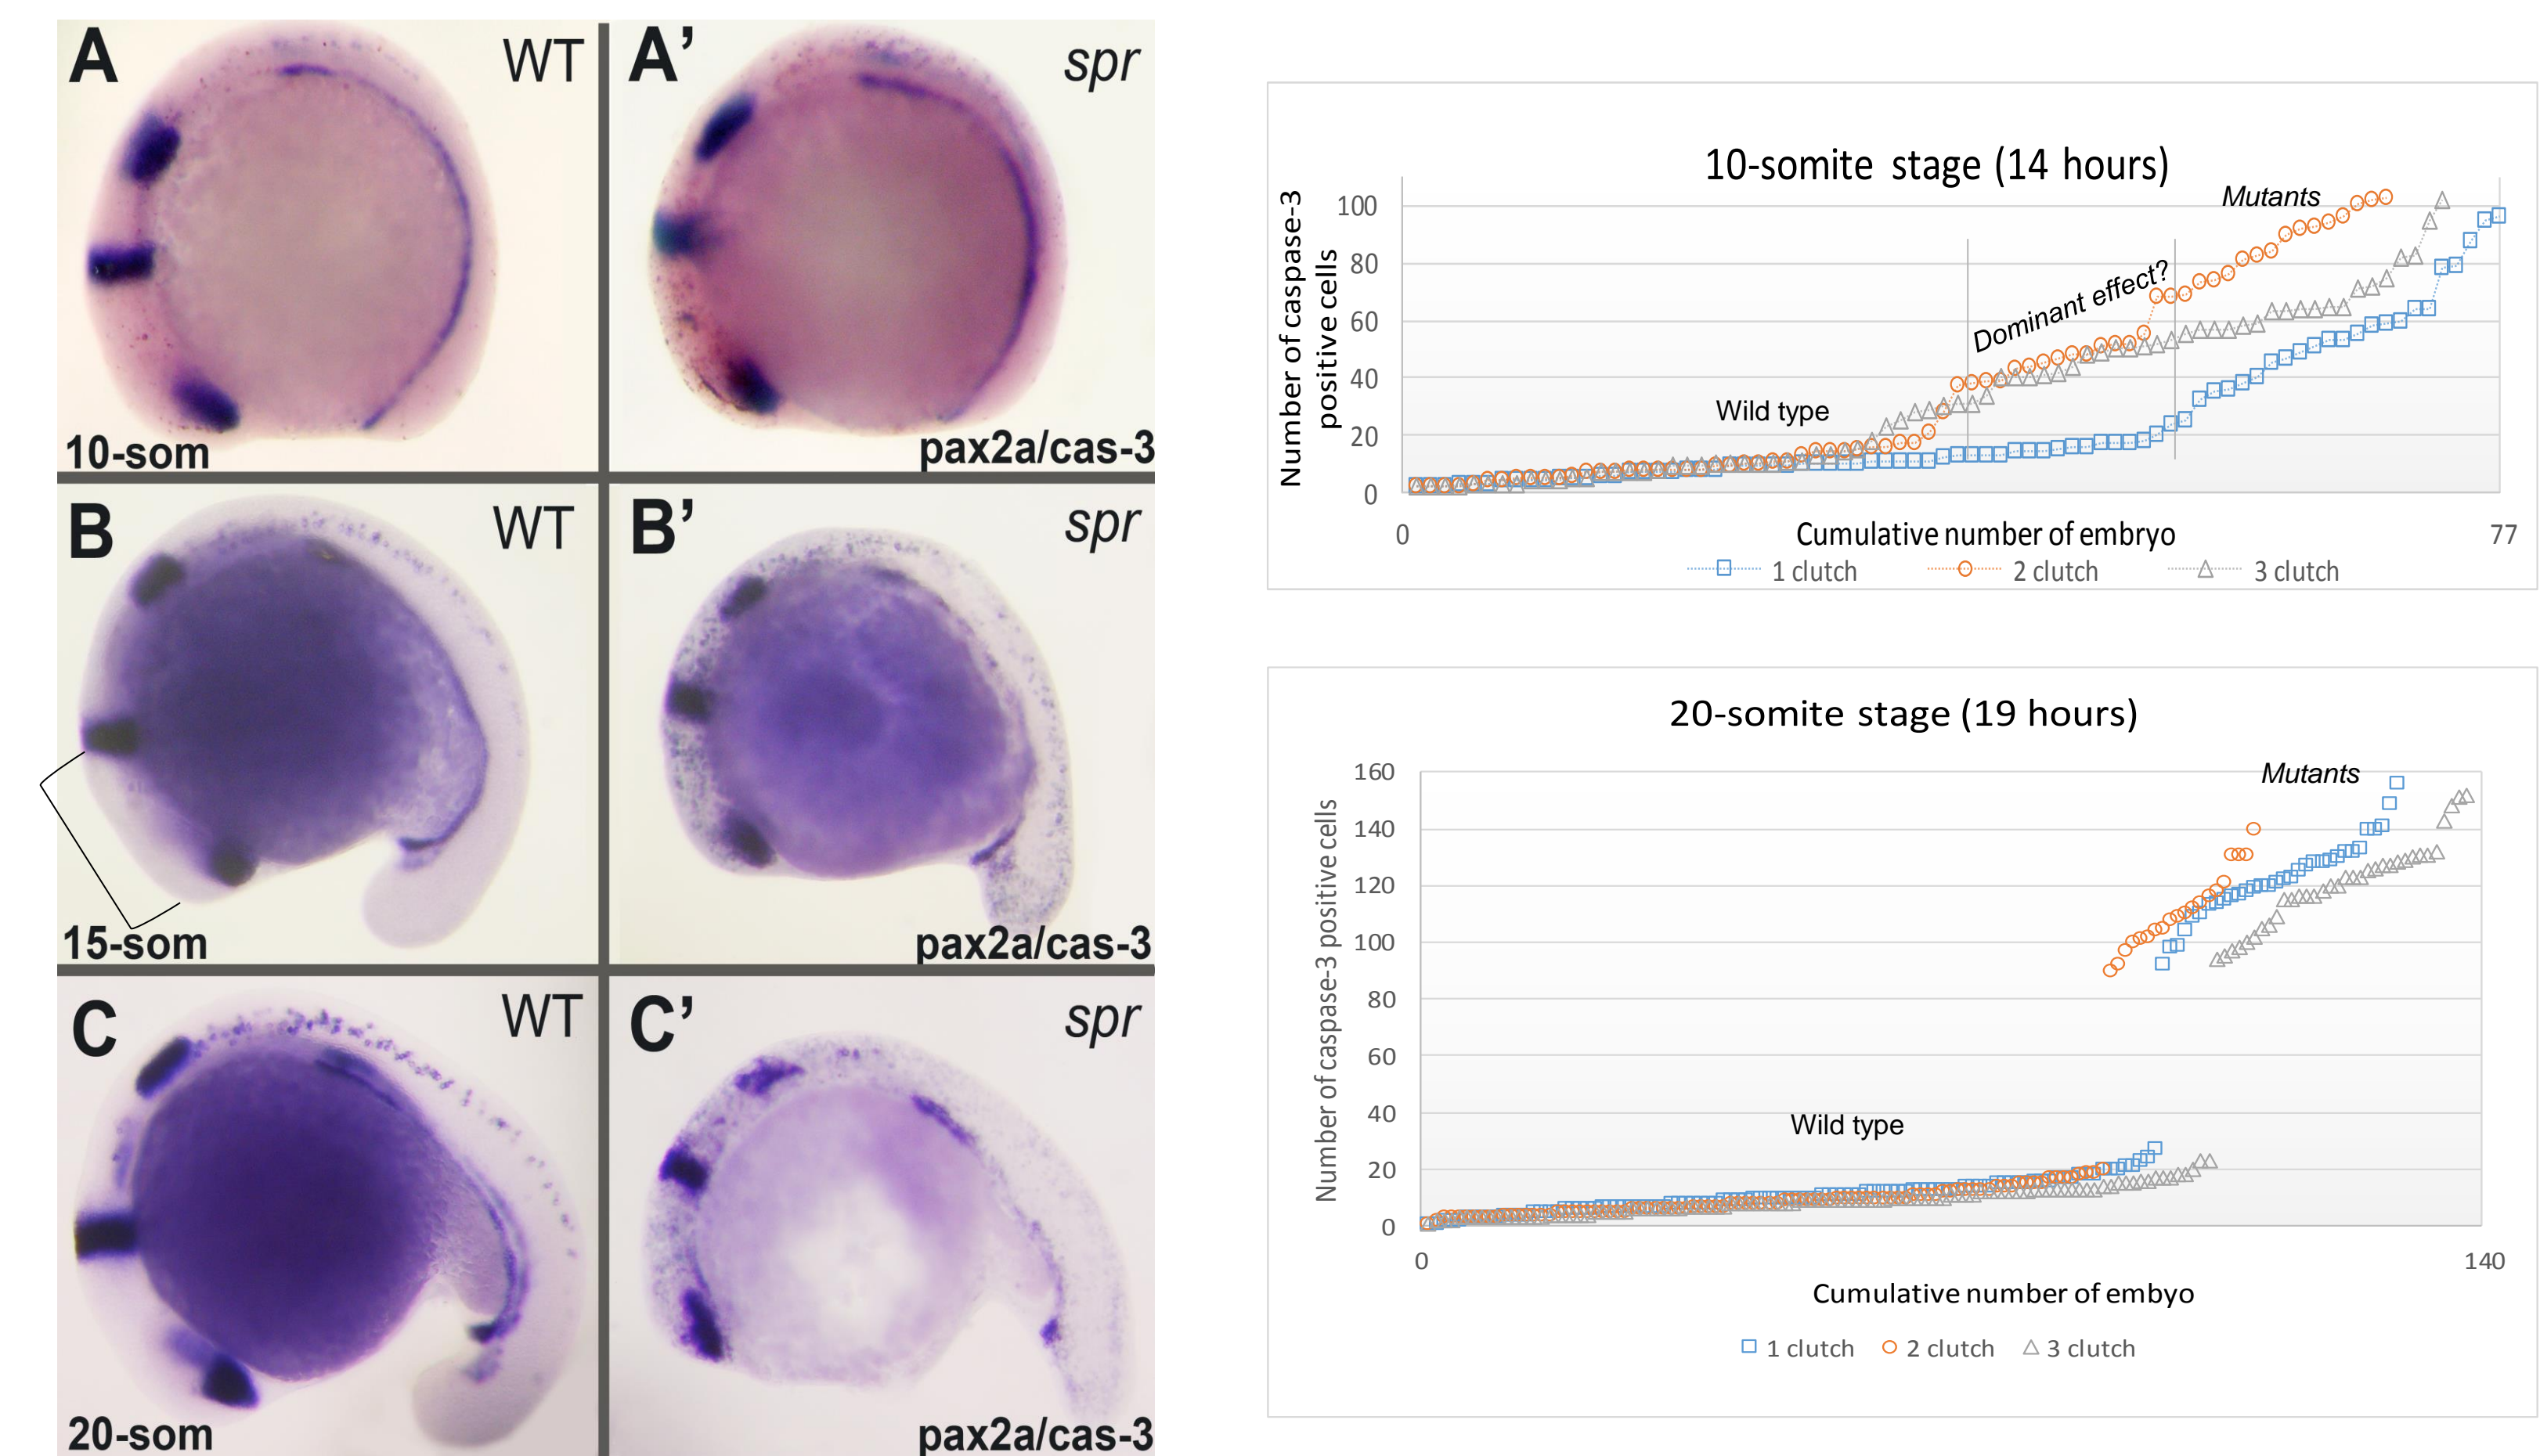 A
WT
A’
spr
10-som
pax2a/cas-3
B
WT
B’
spr
15-som
pax2a/cas-3
C
WT
C’
spr
20-som
pax2a/cas-3
10-somite stage (14 hours)
Number of caspase-3
positive cells
100
80
60
40
20
0
Mutants
Dominant effect?
Wild type
0
77
Cumulative number of embryo
1 clutch
2 clutch
3 clutch
20-somite stage (19 hours)
Number of caspase-3 positive cells
160
140
120
100
80
60
40
20
0
Mutants
Wild type
0
140
Cumulative number of embyo
1 clutch
2 clutch
3 clutch